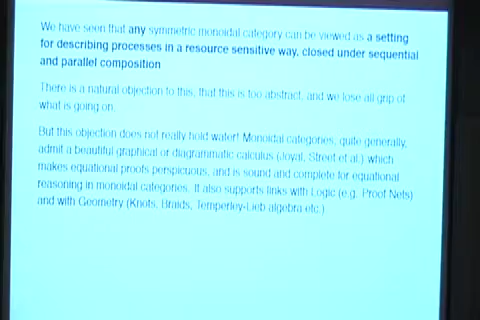 We have seen that any symmetric monoidal category can be viewed as a setting
for describing processes in a resource sensitive way, closed under sequential
and parallel composition
There is a natural objection to this, that this is too abstract, and we lose all grip of
what is going on.
But this objection does not really hold water! Monoidal categories, quite generally,
admit a beautiful graphical or diagrammatic calculus (Joyal, Street et al.) which
makes equational proofs perspicuous, and is sound and complete for equational
reasoning in monoidal categories. It also supports links with Logic (e.g. Proof Nets)
and with Geometry (Knots, Braids, Temperley-Lieb algebra etc.)